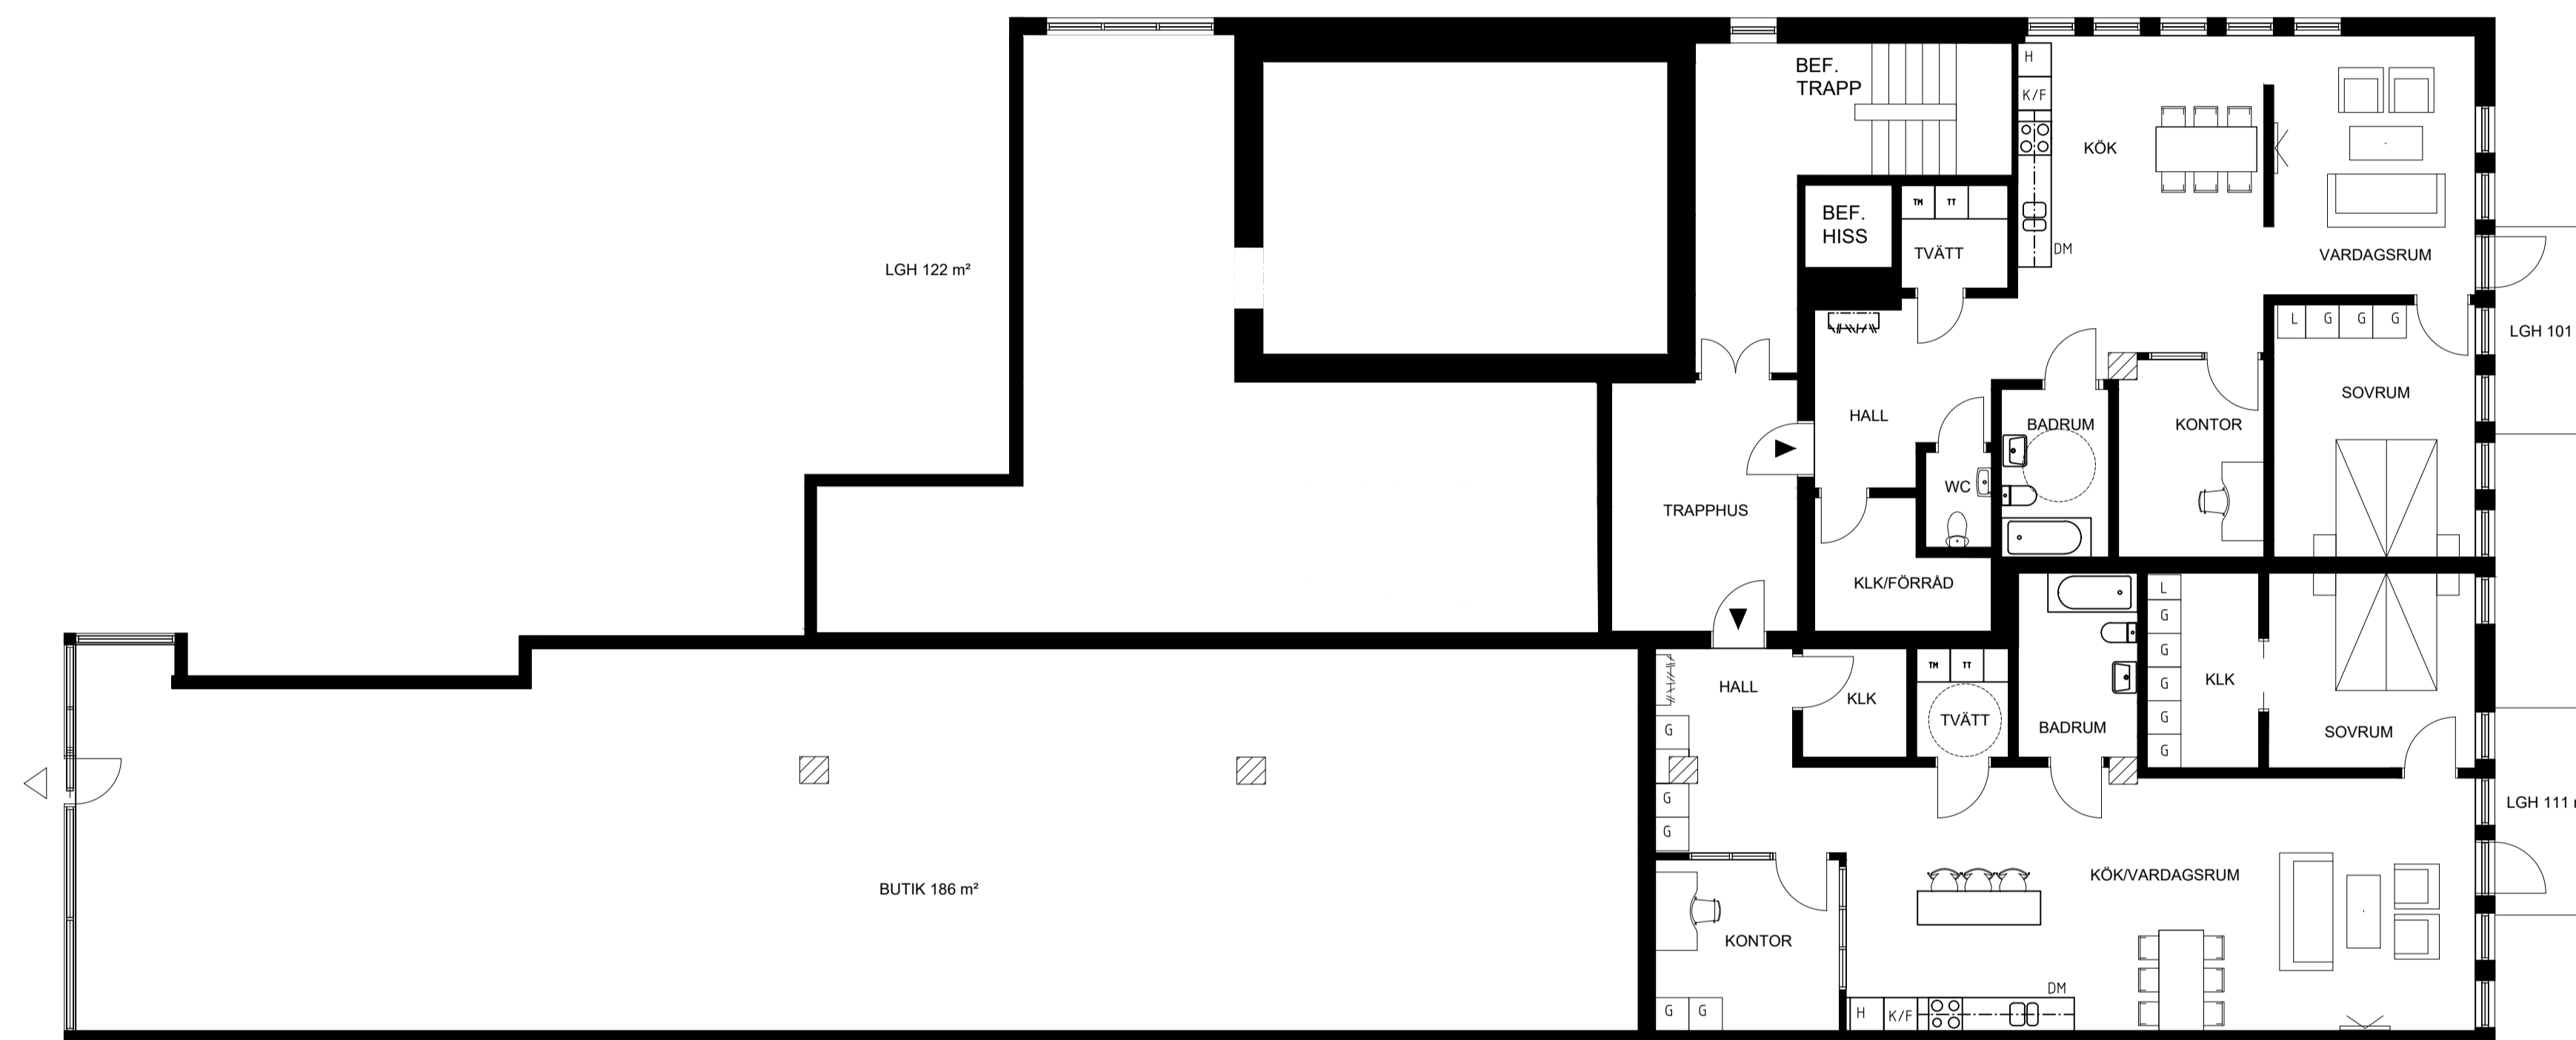 BEF.
TRAPP
H
K/F
KÖK
DM
VARDAGSRUM
BEF.
HISS
TM
TT
TVÄTT
LGH 122 m²
L
G
G
G
LGH 101
SOVRUM
HALL
BADRUM
KONTOR
WC
TRAPPHUS
KLK/FÖRRÅD
L
G
G
G
G
G
KLK
SOVRUM
HALL
KLK
TM
TT
TVÄTT
BADRUM
G
G
G
LGH 111
BUTIK 186 m²
KÖK/VARDAGSRUM
KONTOR
G
G
H
K/F
DM